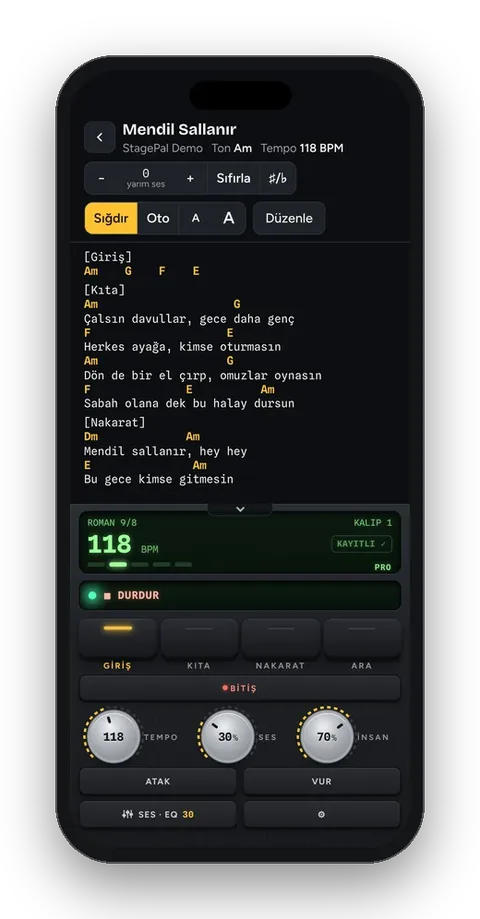 Mendil Sallanır
StagePal Demo Ton Am Tempo 118 BPM
- 0 yarım ses + Sıfırla ♯/♭
Sığdır Oto A A Düzenle
[Giriş]
Am G F E
[Kıta]
Am G
Çalsın davullar, gece daha genç
F E
Herkes ayağa, kimse oturmasın
Am G
Dön de bir el çırp, omuzlar oynasın
F E Am
Sabah olana dek bu halay dursun
[Nakarat]
Dm Am
Mendil sallanır, hey hey
E Am
Bu gece kimse gitmesin
ROMAN 9/8 KALIP 1
118 BPM KAYITLI ✓
PRO
DURDUR
GİRİŞ KITA NAKARAT ARA
BİTİŞ
118 TEMPO 30% SES 70% İNSAN
ATAK VUR
SES · EQ 30